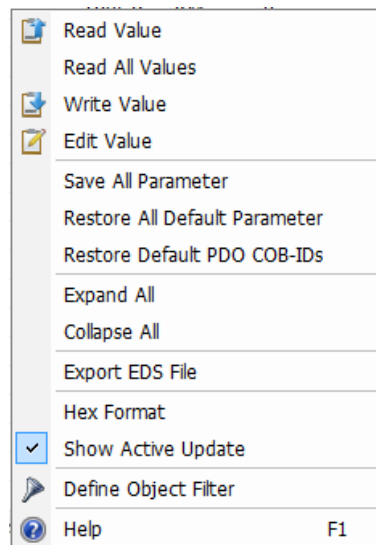 Read Value
Read All Values
Write Value
Edit Value
Save All Parameter
Restore All Default Parameter
Restore Default PDO COB-IDs
Expand All
Collapse All
Export EDS File
Hex Format
Show Active Update
Define Object Filter
Help F1